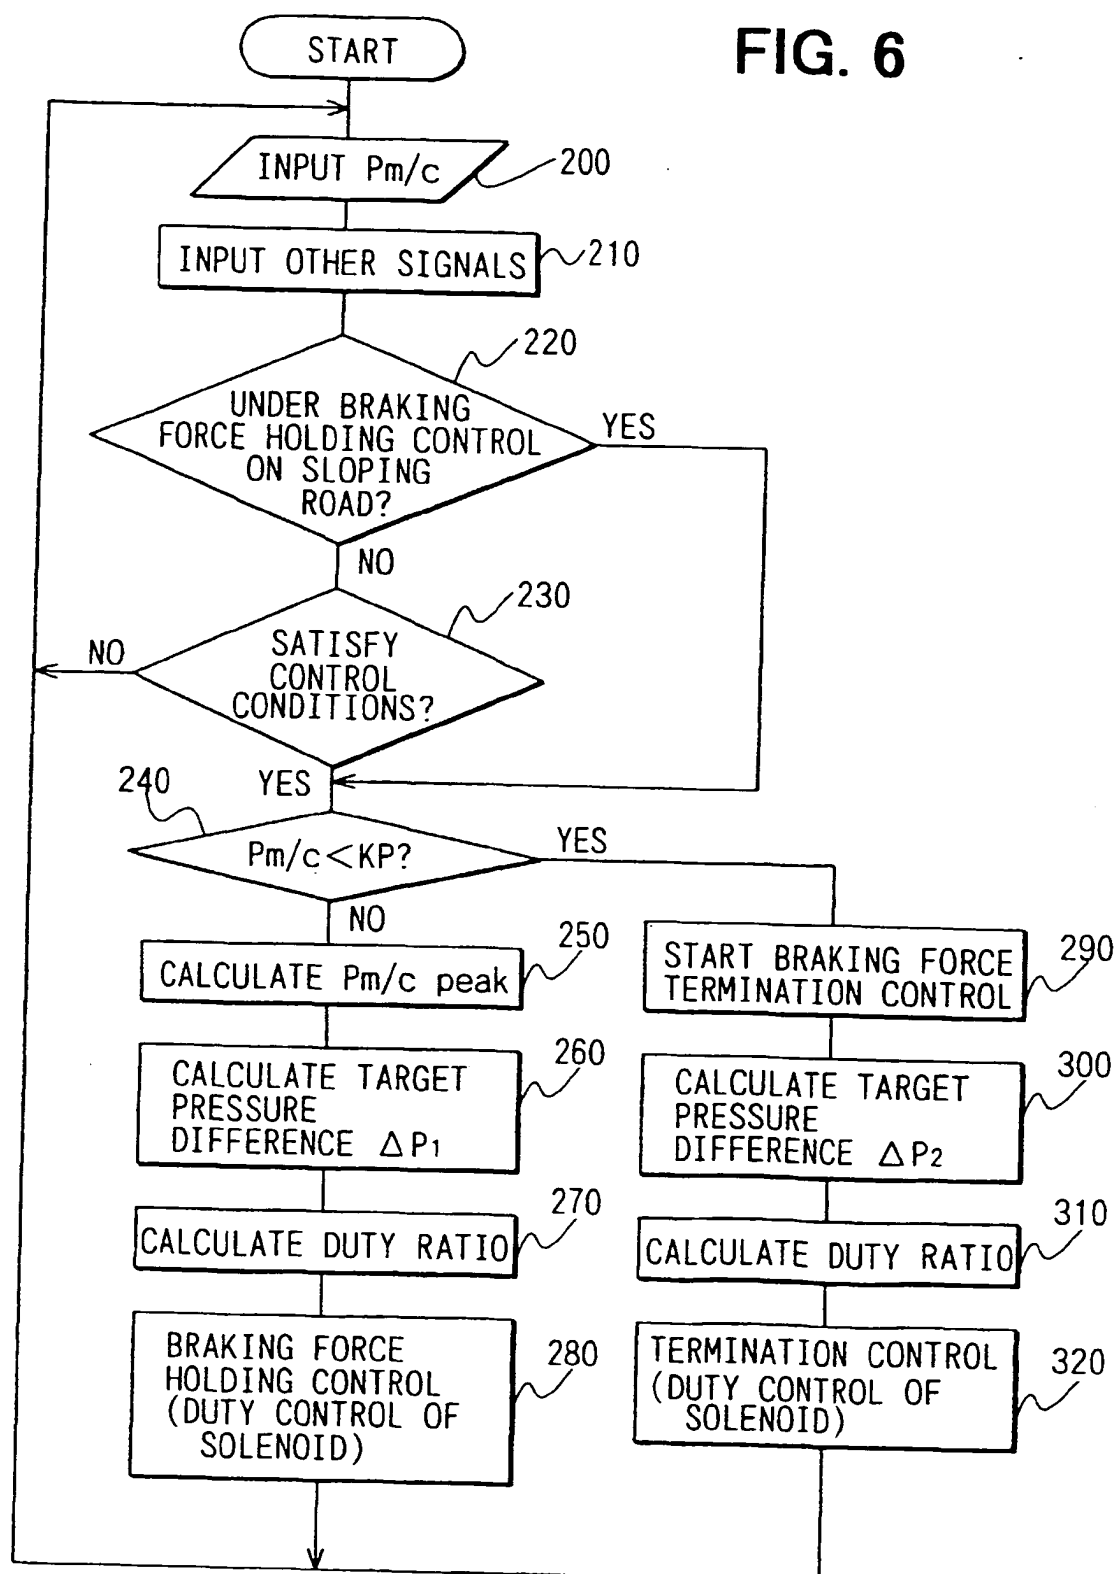 FIG. 6
START
INPUT Pm/c
200
INPUT OTHER SIGNALS
210
220
UNDER BRAKING
FORCE HOLDING CONTROL
ON SLOPING
ROAD?
YES
NO
230
SATISFY
CONTROL
CONDITIONS?
NO
YES
240
Pm/c<KP?
YES
NO
250
CALCULATE Pm/c peak
260
CALCULATE TARGET
PRESSURE
DIFFERENCE ΔP1
270
CALCULATE DUTY RATIO
280
BRAKING FORCE
HOLDING CONTROL
(DUTY CONTROL OF
SOLENOID)
290
START BRAKING FORCE
TERMINATION CONTROL
300
CALCULATE TARGET
PRESSURE
DIFFERENCE ΔP2
310
CALCULATE DUTY RATIO
320
TERMINATION CONTROL
(DUTY CONTROL OF
SOLENOID)